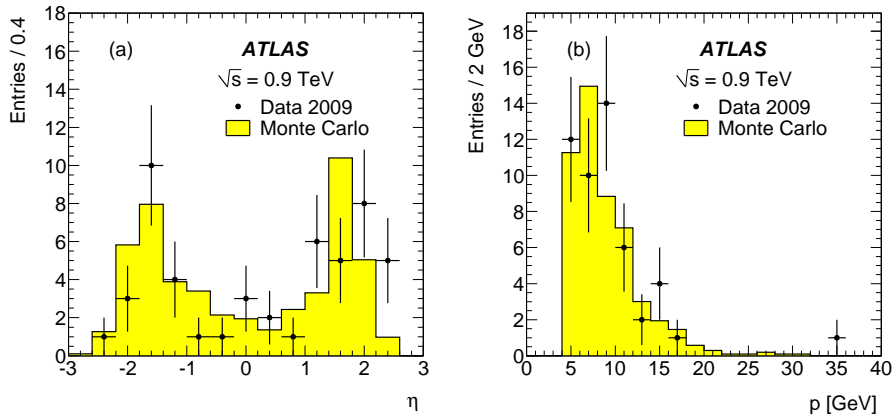 Entries / 0.4
18
16
14
12
10
8
6
4
2
0
-3
-2
-1
0
1
2
3
η
(a)
ATLAS
√s = 0.9 TeV
Data 2009
Monte Carlo
Entries / 2 GeV
18
16
14
12
10
8
6
4
2
0
0
5
10
15
20
25
30
35
40
p [GeV]
(b)
ATLAS
√s = 0.9 TeV
Data 2009
Monte Carlo